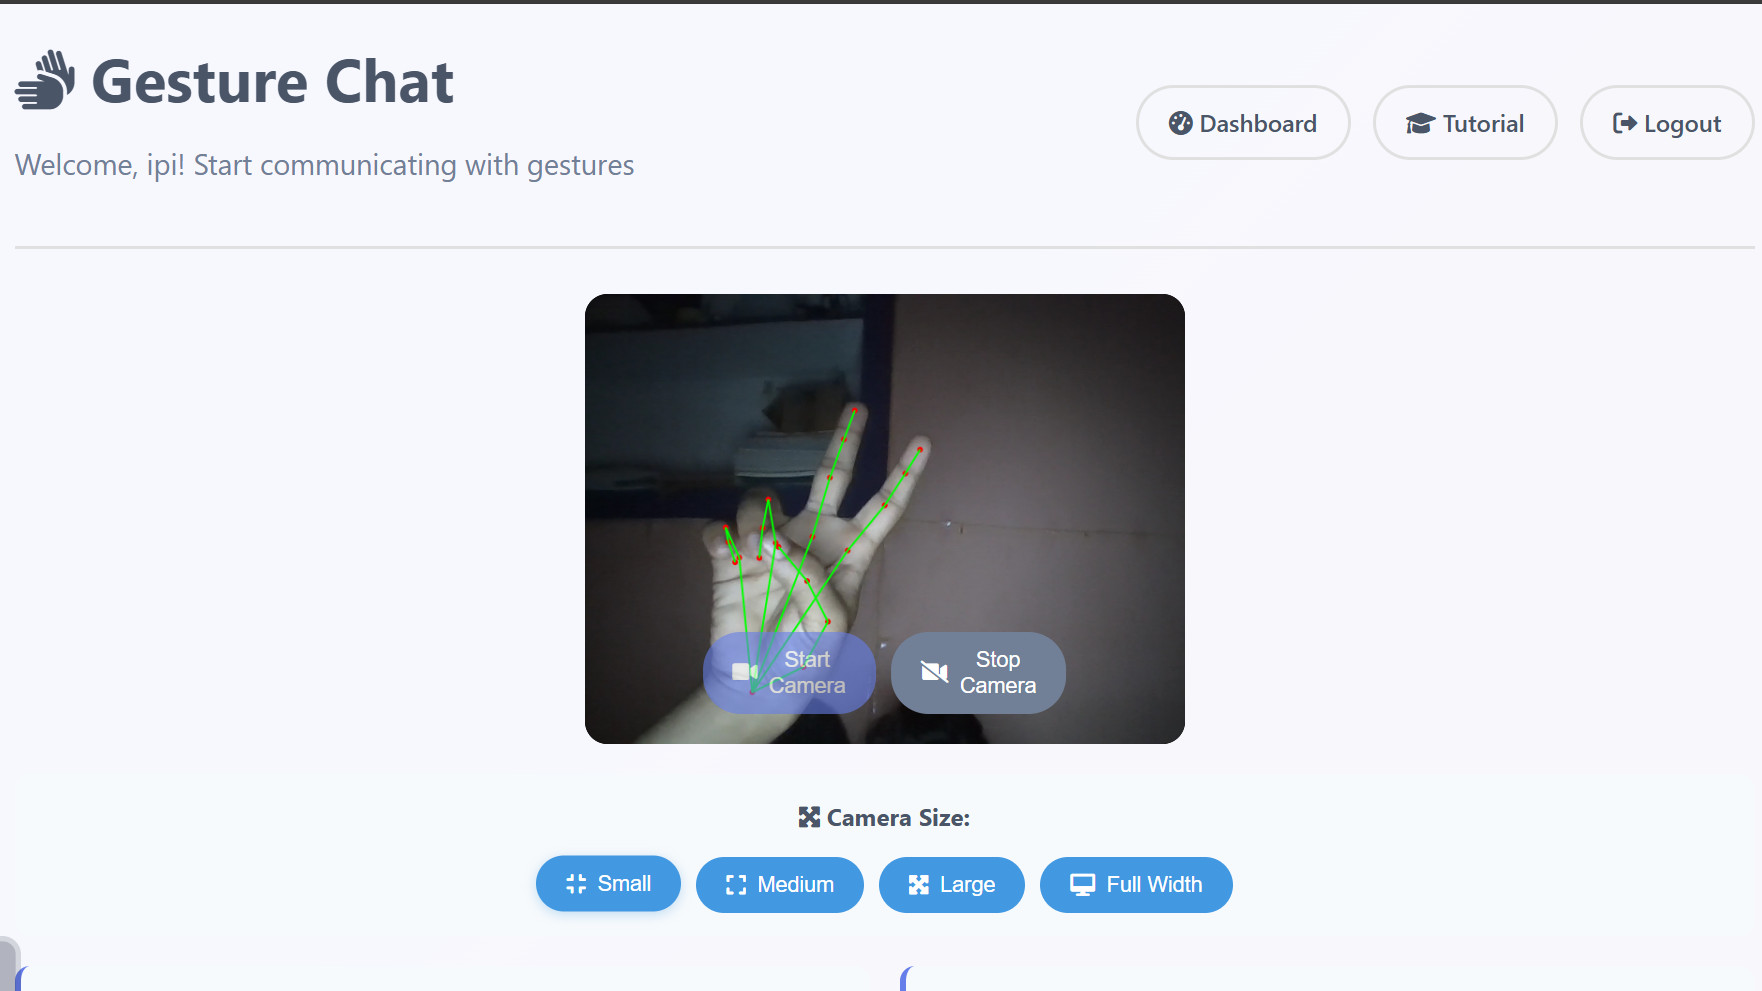 Gesture Chat
Welcome, ipi! Start communicating with gestures
Dashboard
Tutorial
Logout
Start
Camera
Stop
Camera
Camera Size:
Small
Medium
Large
Full Width